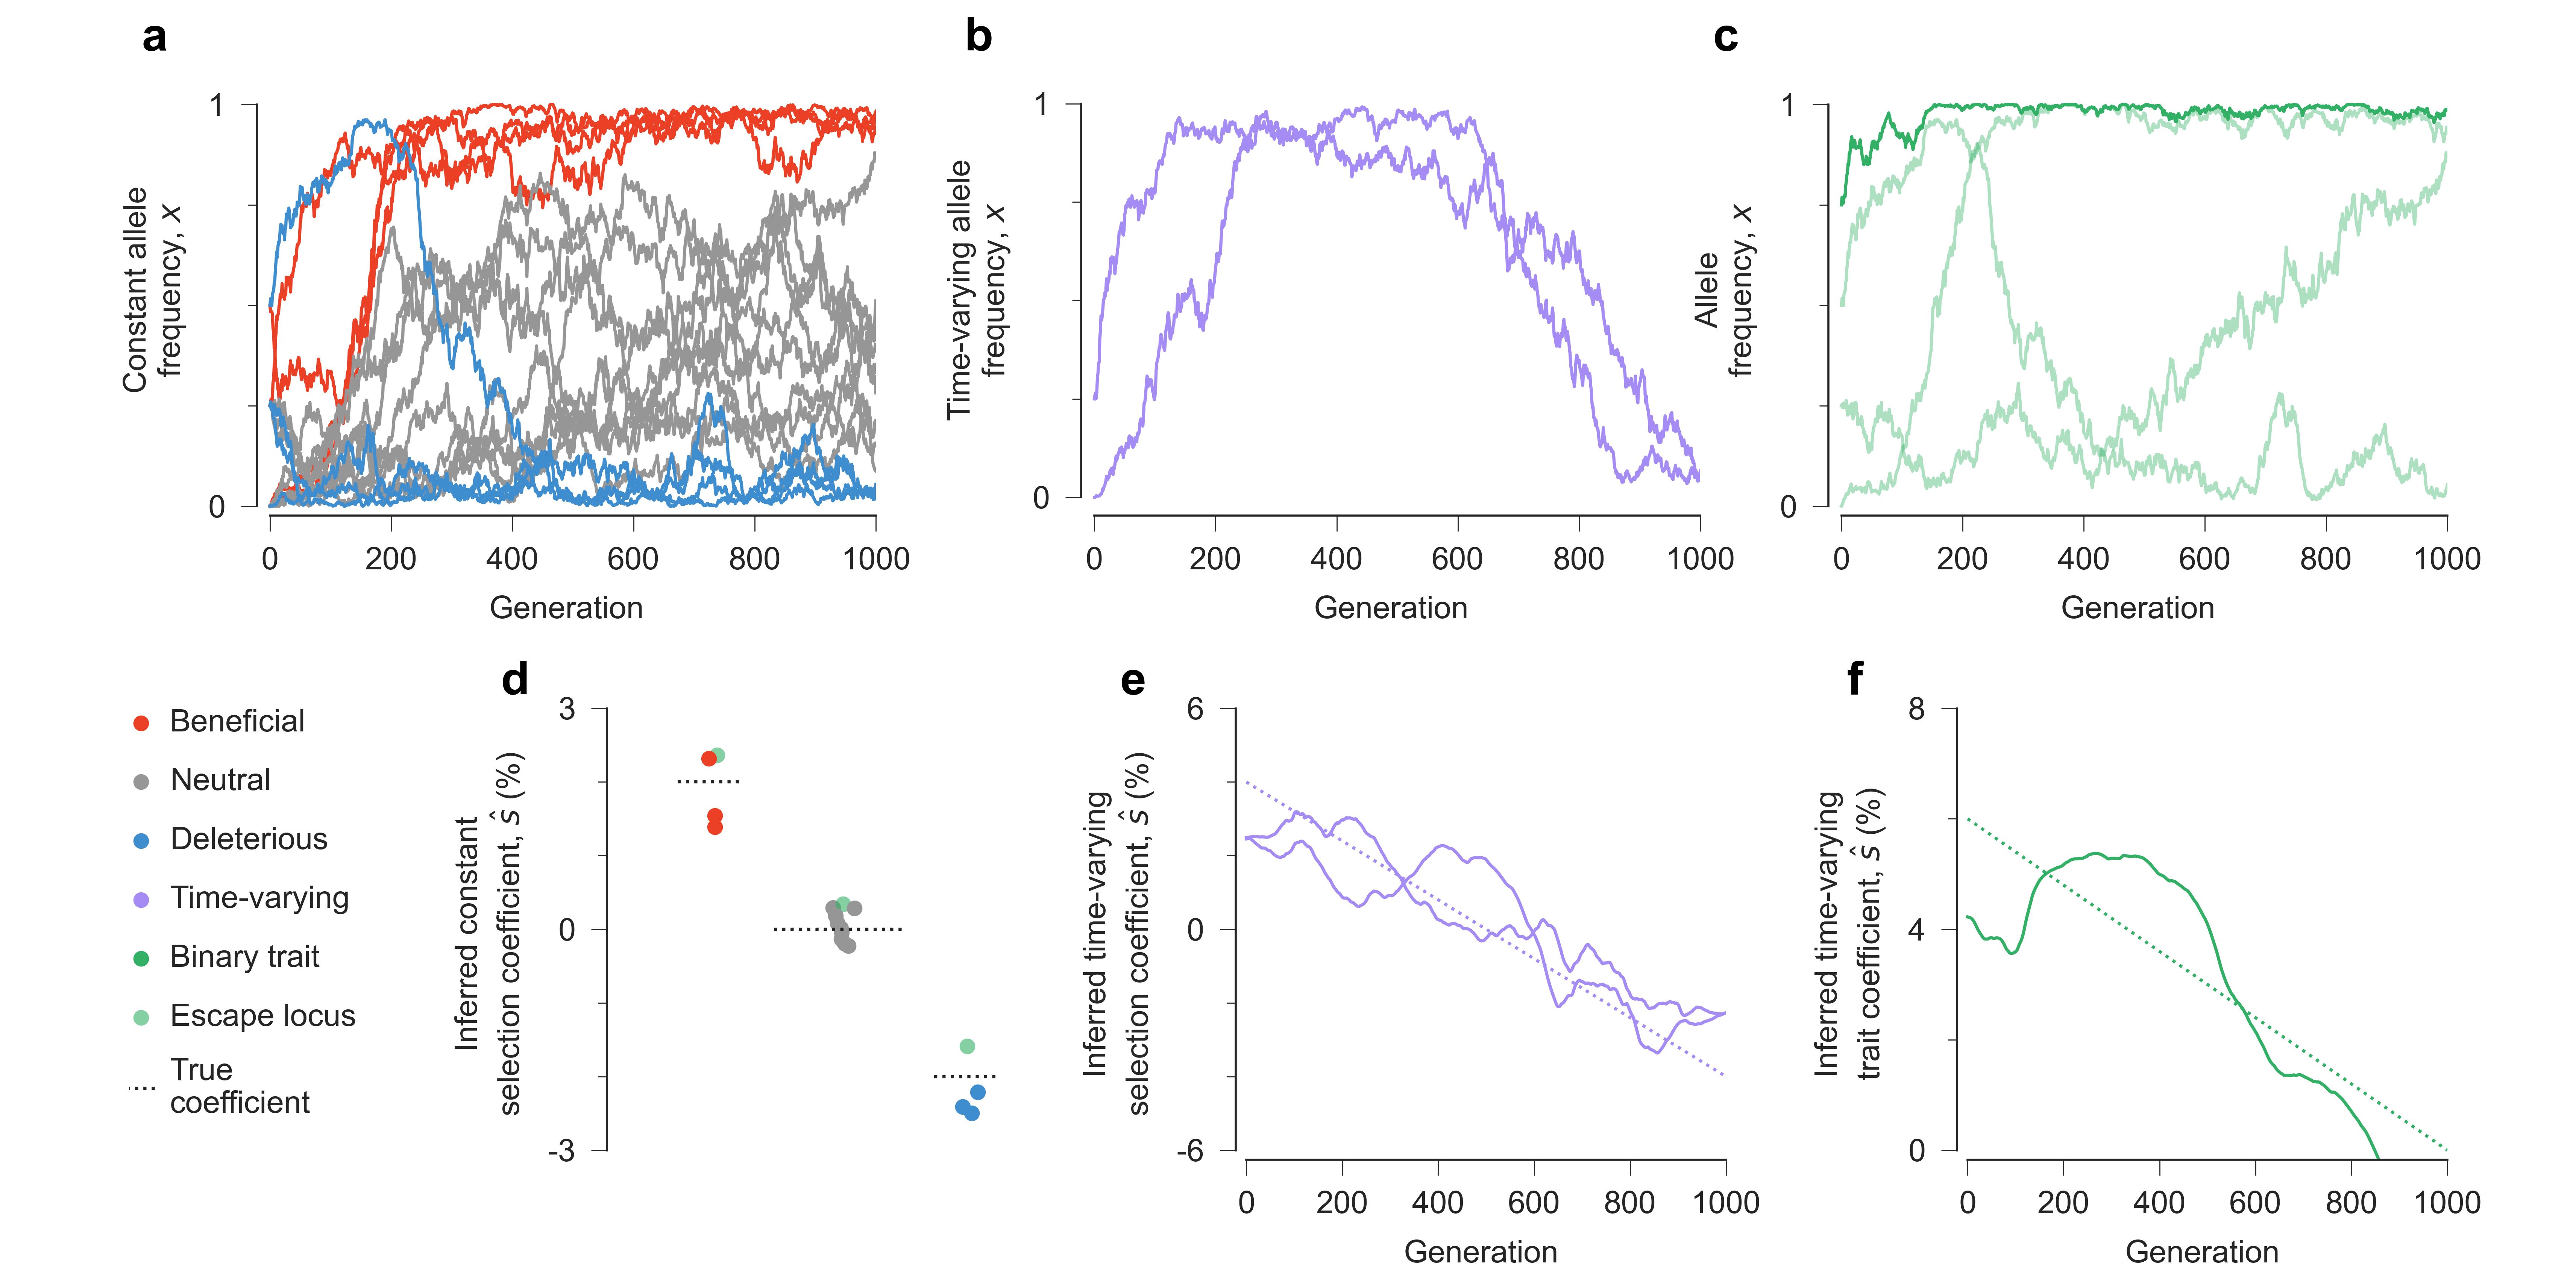 a
Constant allele
frequency, x
1
0
0 200 400 600 800 1000
Generation
b
Time-varying allele
frequency, x
1
0
0 200 400 600 800 1000
Generation
c
Allele
frequency, x
1
0
0 200 400 600 800 1000
Generation
Beneficial
Neutral
Deleterious
Time-varying
Binary trait
Escape locus
True
coefficient
d
Inferred constant
selection coefficient, ŝ (%)
3
0
-3
e
Inferred time-varying
selection coefficient, ŝ (%)
6
0
-6
0 200 400 600 800 1000
Generation
f
Inferred time-varying
trait coefficient, ŝ (%)
8
4
0
0 200 400 600 800 1000
Generation